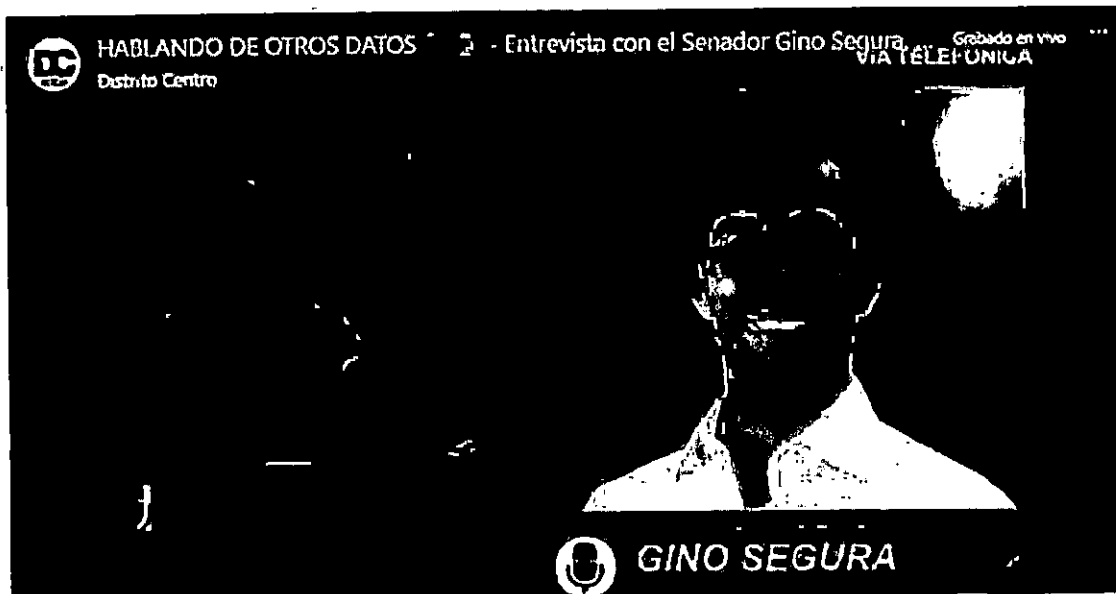 DC HABLANDO DE OTROS DATOS - Entrevista con el Senador Gino Segura... Grabado en vivo ...
Distrito Centro
VÍA TELEFÓNICA
GINO SEGURA